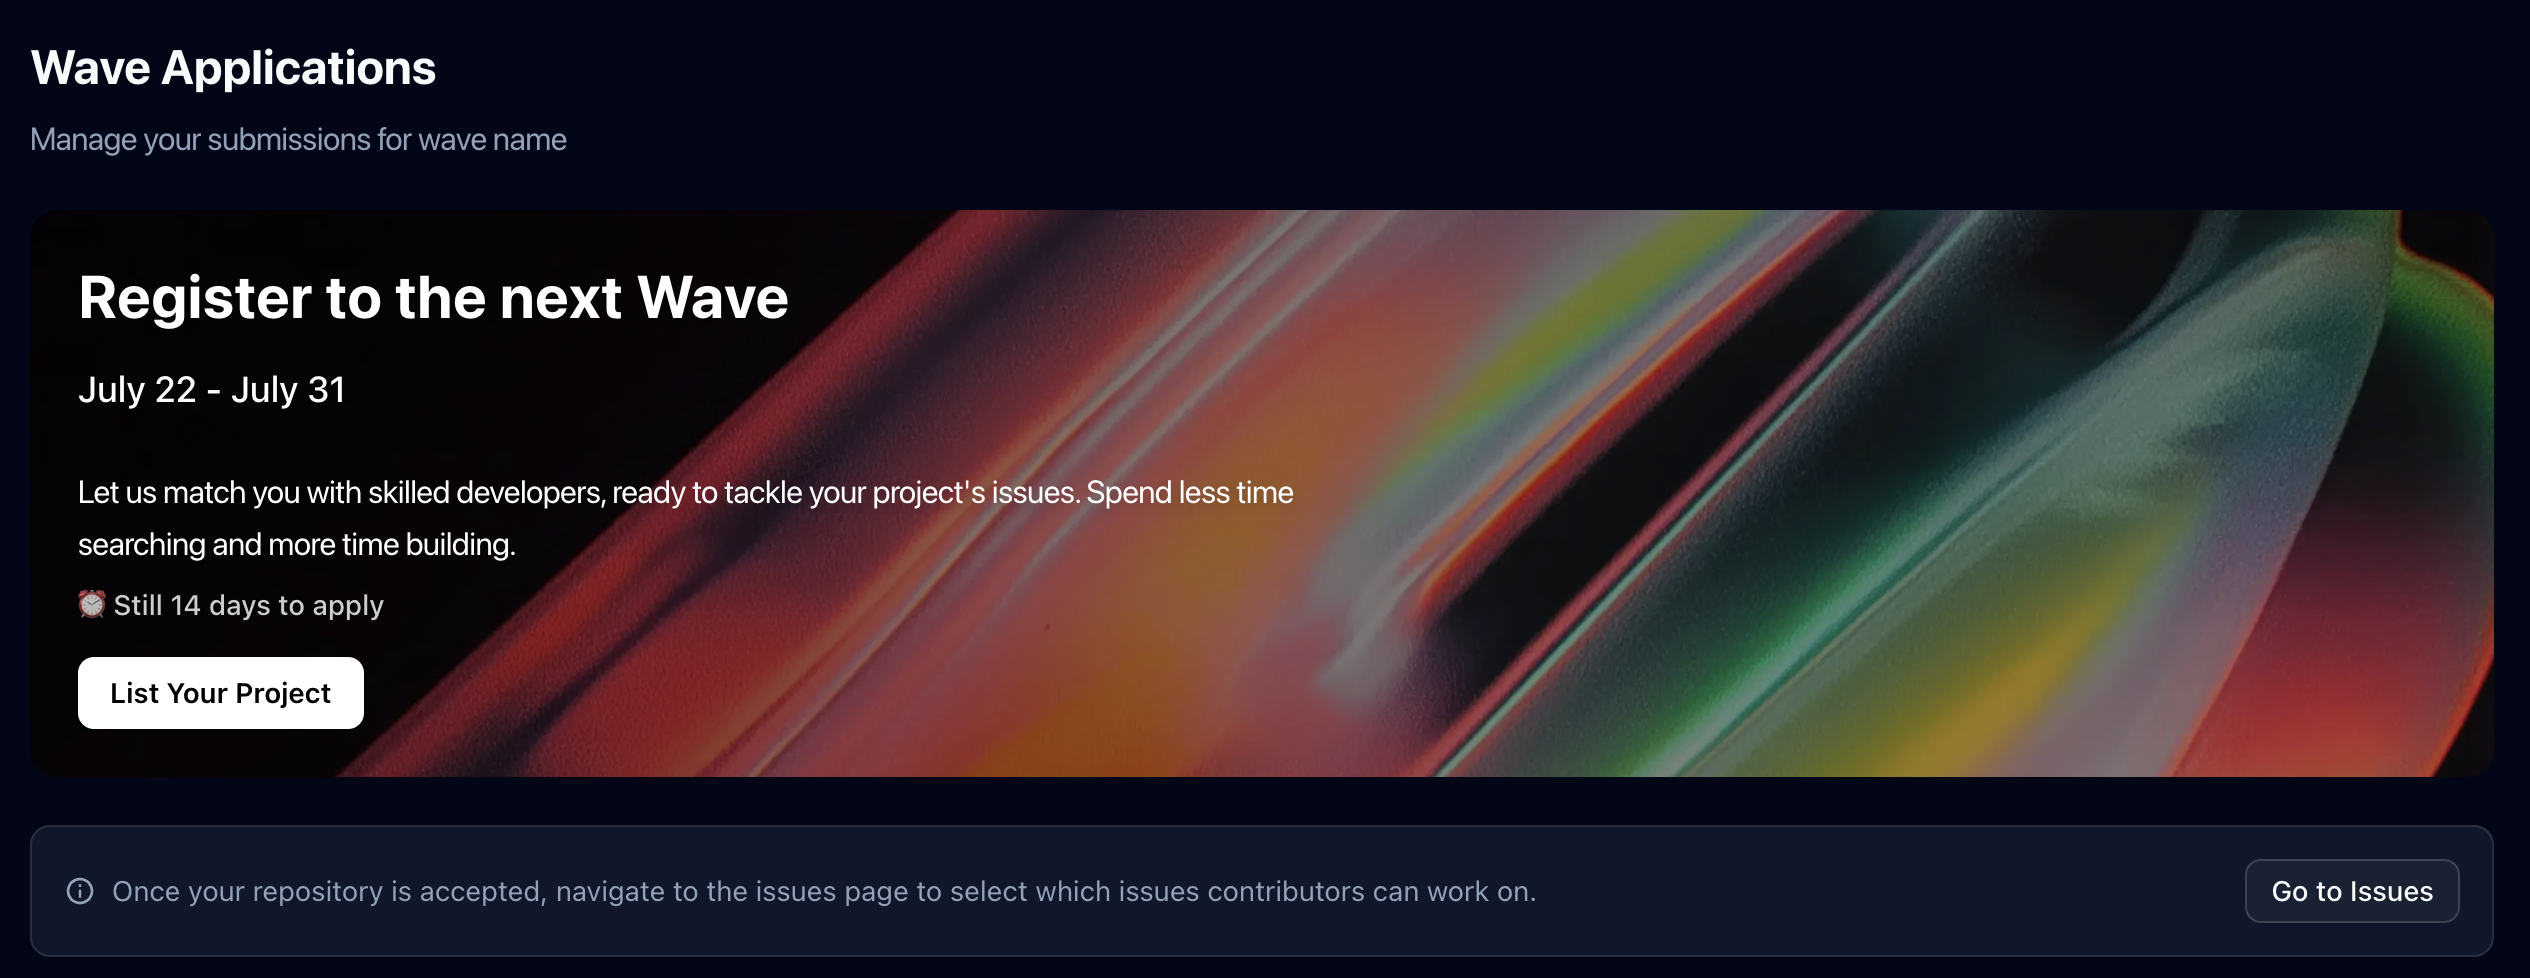 Wave Applications
Manage your submissions for wave name
Register to the next Wave
July 22 - July 31
Let us match you with skilled developers, ready to tackle your project's issues. Spend less time
searching and more time building.
⏰ Still 14 days to apply
List Your Project
Once your repository is accepted, navigate to the issues page to select which issues contributors can work on.
Go to Issues